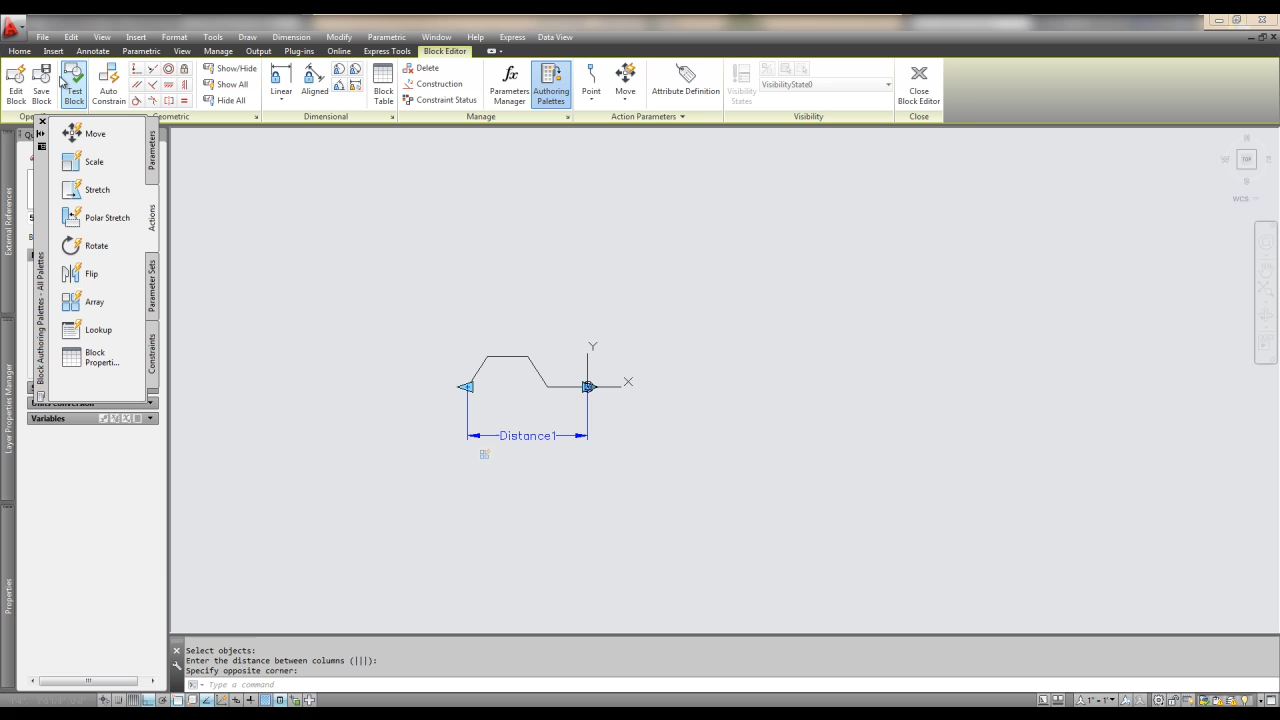 File Edit View Insert Format Tools Draw Dimension Modify Parametric Window Help Express Data View
Home Insert Annotate Parametric View Manage Output Plug-ins Online Express Tools Block Editor
Edit Block
Save Block
Test Block
Auto Constrain
Show/Hide
Show All
Hide All
Linear
Aligned
Block Table
Delete
Construction
Constraint Status
Parameters Manager
Authoring Palettes
Point
Move
Attribute Definition
Visibility States
VisibilityState0
Close Block Editor
Geometric
Dimensional
Manage
Action Parameters
Visibility
Close
Move
Scale
Stretch
Polar Stretch
Rotate
Flip
Array
Lookup
Block
Properti...
Parameters
Actions
Parameter Sets
Constraints
Block Authoring Palettes - All Palettes
Variables
External References
Layer Properties Manager
Properties
TOP
WCS
Y
X
Distance1
Select objects:
Enter the distance between columns (|||):
Specify opposite corner:
Type a command
1" = 1'